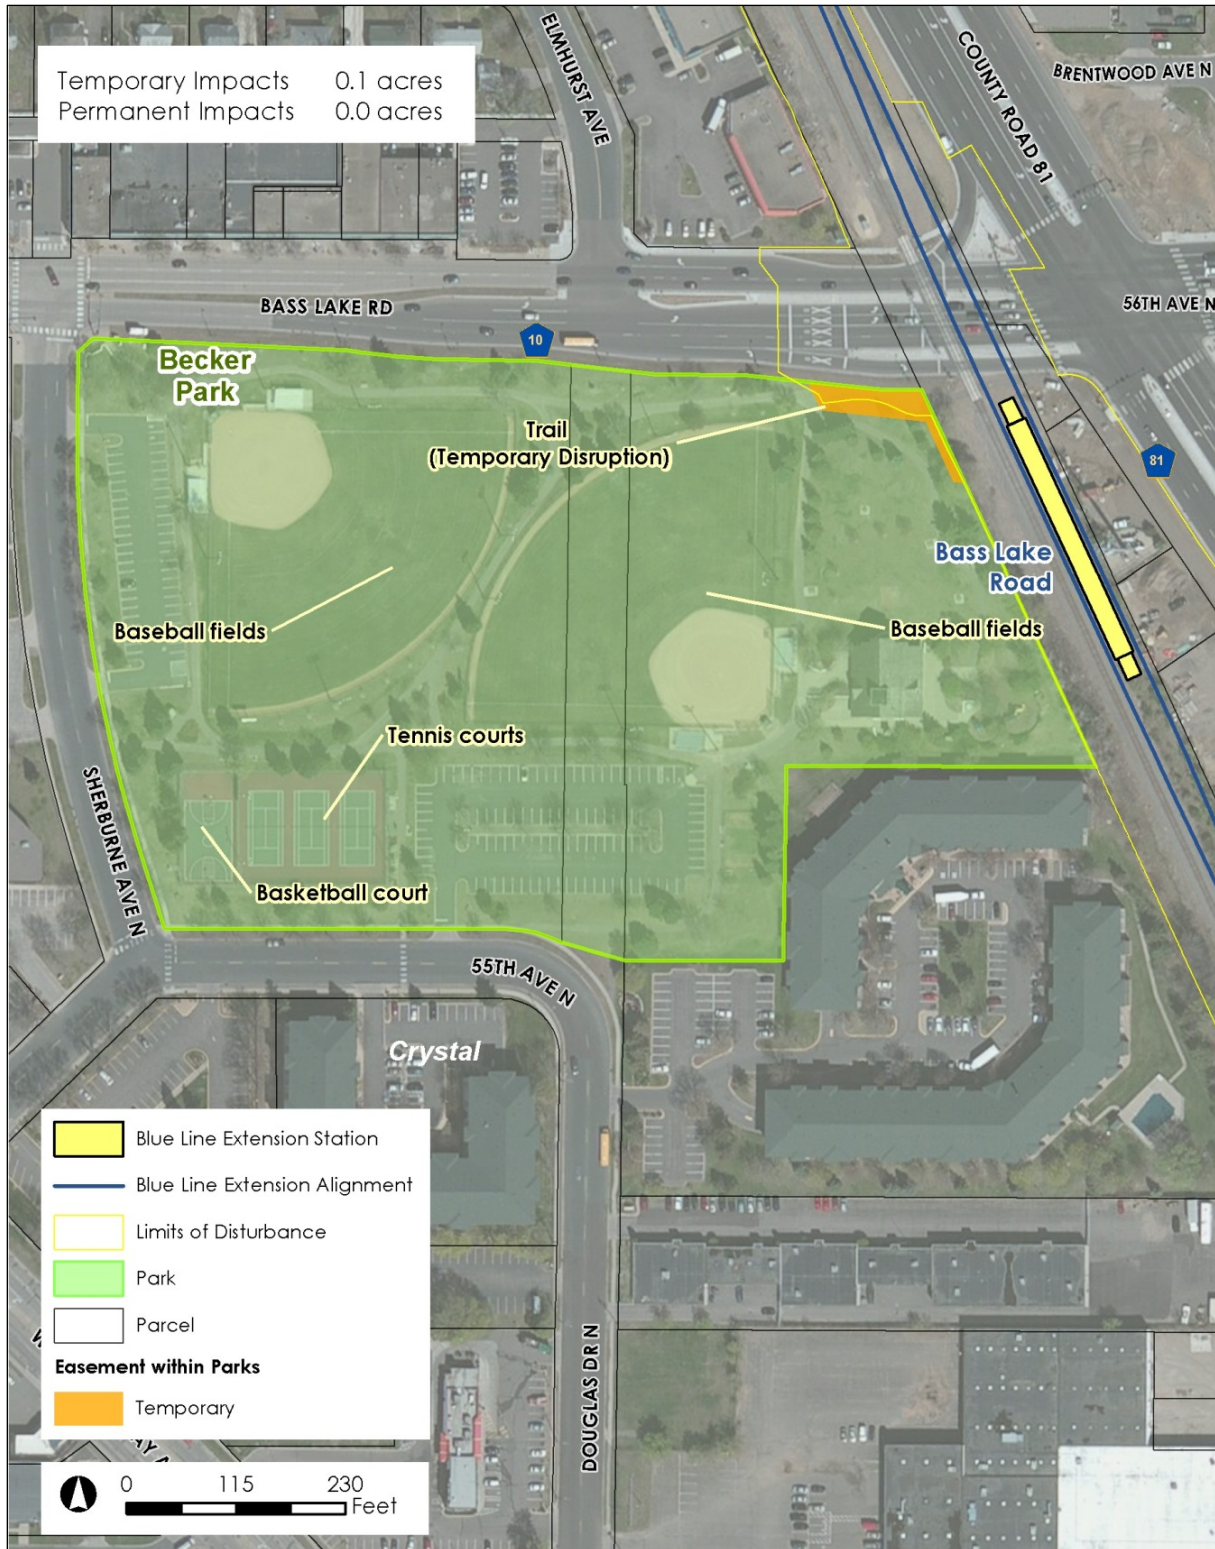 Temporary Impacts 0.1 acres
Permanent Impacts 0.0 acres
ELMHURST AVE
COUNTY ROAD 81
BRENTWOOD AVE N
BASS LAKE RD
56TH AVE N
10
Becker
Park
Trail
(Temporary Disruption)
81
Bass Lake
Road
Baseball fields
Baseball fields
Tennis courts
SHERBURNE AVE N
Basketball court
55TH AVE N
Crystal
Blue Line Extension Station
Blue Line Extension Alignment
Limits of Disturbance
Park
Parcel
Easement within Parks
Temporary
DOUGLAS DR N
0 115 230
Feet